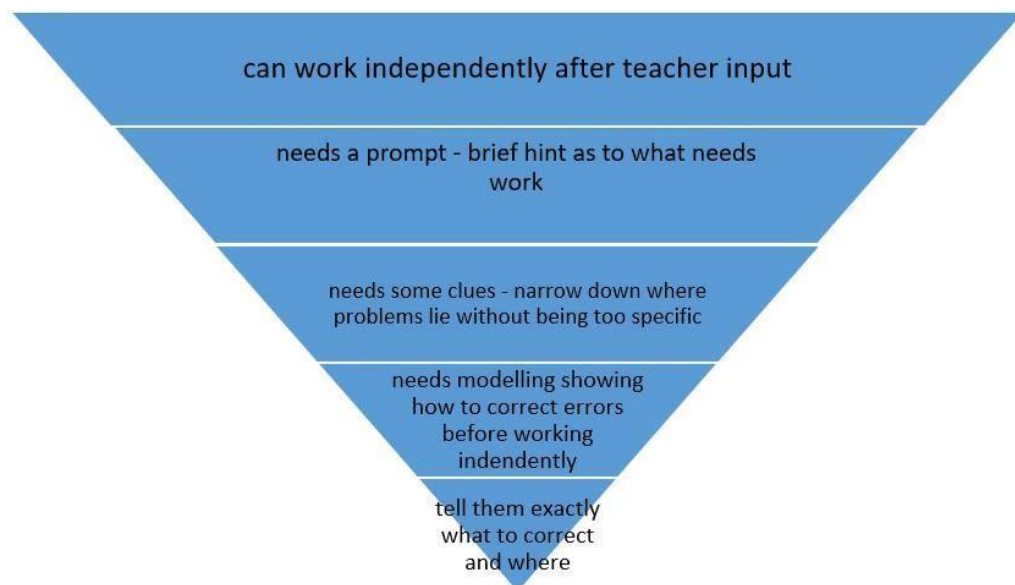 can work independently after teacher input
needs a prompt - brief hint as to what needs
work
needs some clues - narrow down where
problems lie without being too specific
needs modelling showing
how to correct errors
before working
indendently
tell them exactly
what to correct
and where